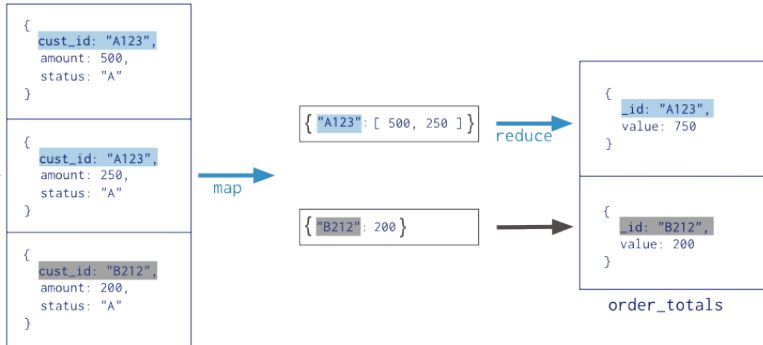 {
cust_id: "A123",
amount: 500,
status: "A"
}
{
cust_id: "A123",
amount: 250,
status: "A"
}
{
cust_id: "B212",
amount: 200,
status: "A"
}
map
{ "A123": [ 500, 250 ] }
{ "B212": 200 }
reduce
{
_id: "A123",
value: 750
}
{
_id: "B212",
value: 200
}
order_totals